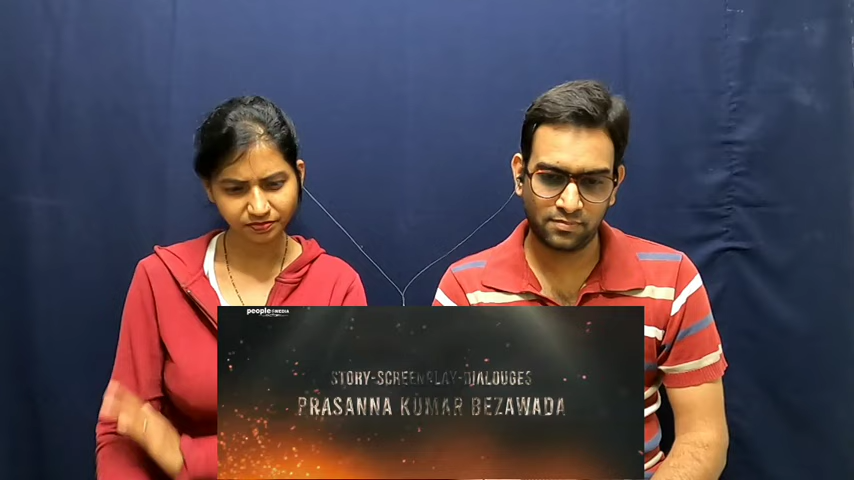 people MEDIA
STORY-SCREENPLAY-DIALOUGES
PRASANNA KUMAR BEZAWADA